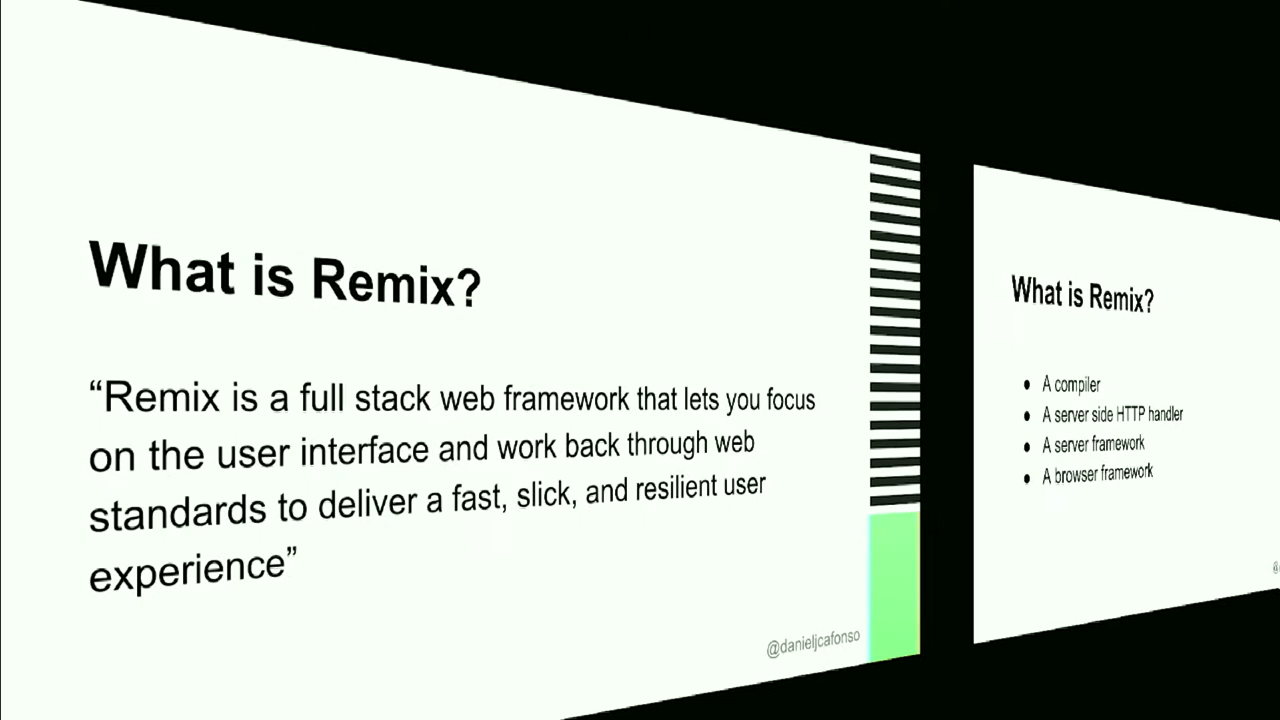 What is Remix?
“Remix is a full stack web framework that lets you focus
on the user interface and work back through web
standards to deliver a fast, slick, and resilient user
experience”
@danieljcafonso
What is Remix?
● A compiler
● A server side HTTP handler
● A server framework
● A browser framework